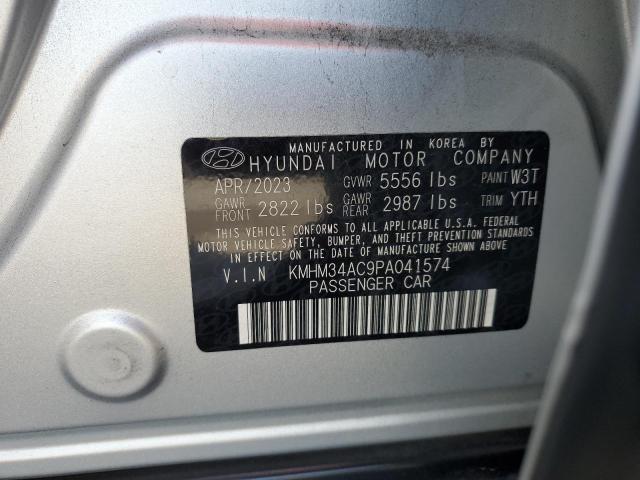 MANUFACTURED IN KOREA BY
HYUNDAI MOTOR COMPANY
APR/2023 GVWR 5556 lbs PAINT W3T
GAWR FRONT 2822 lbs GAWR REAR 2987 lbs TRIM YTH
THIS VEHICLE CONFORMS TO ALL APPLICABLE U.S.A. FEDERAL
MOTOR VEHICLE SAFETY, BUMPER, AND THEFT PREVENTION STANDARDS
IN EFFECT ON THE DATE OF MANUFACTURE SHOWN ABOVE.
V.I.N KMHM34AC9PA041574
PASSENGER CAR